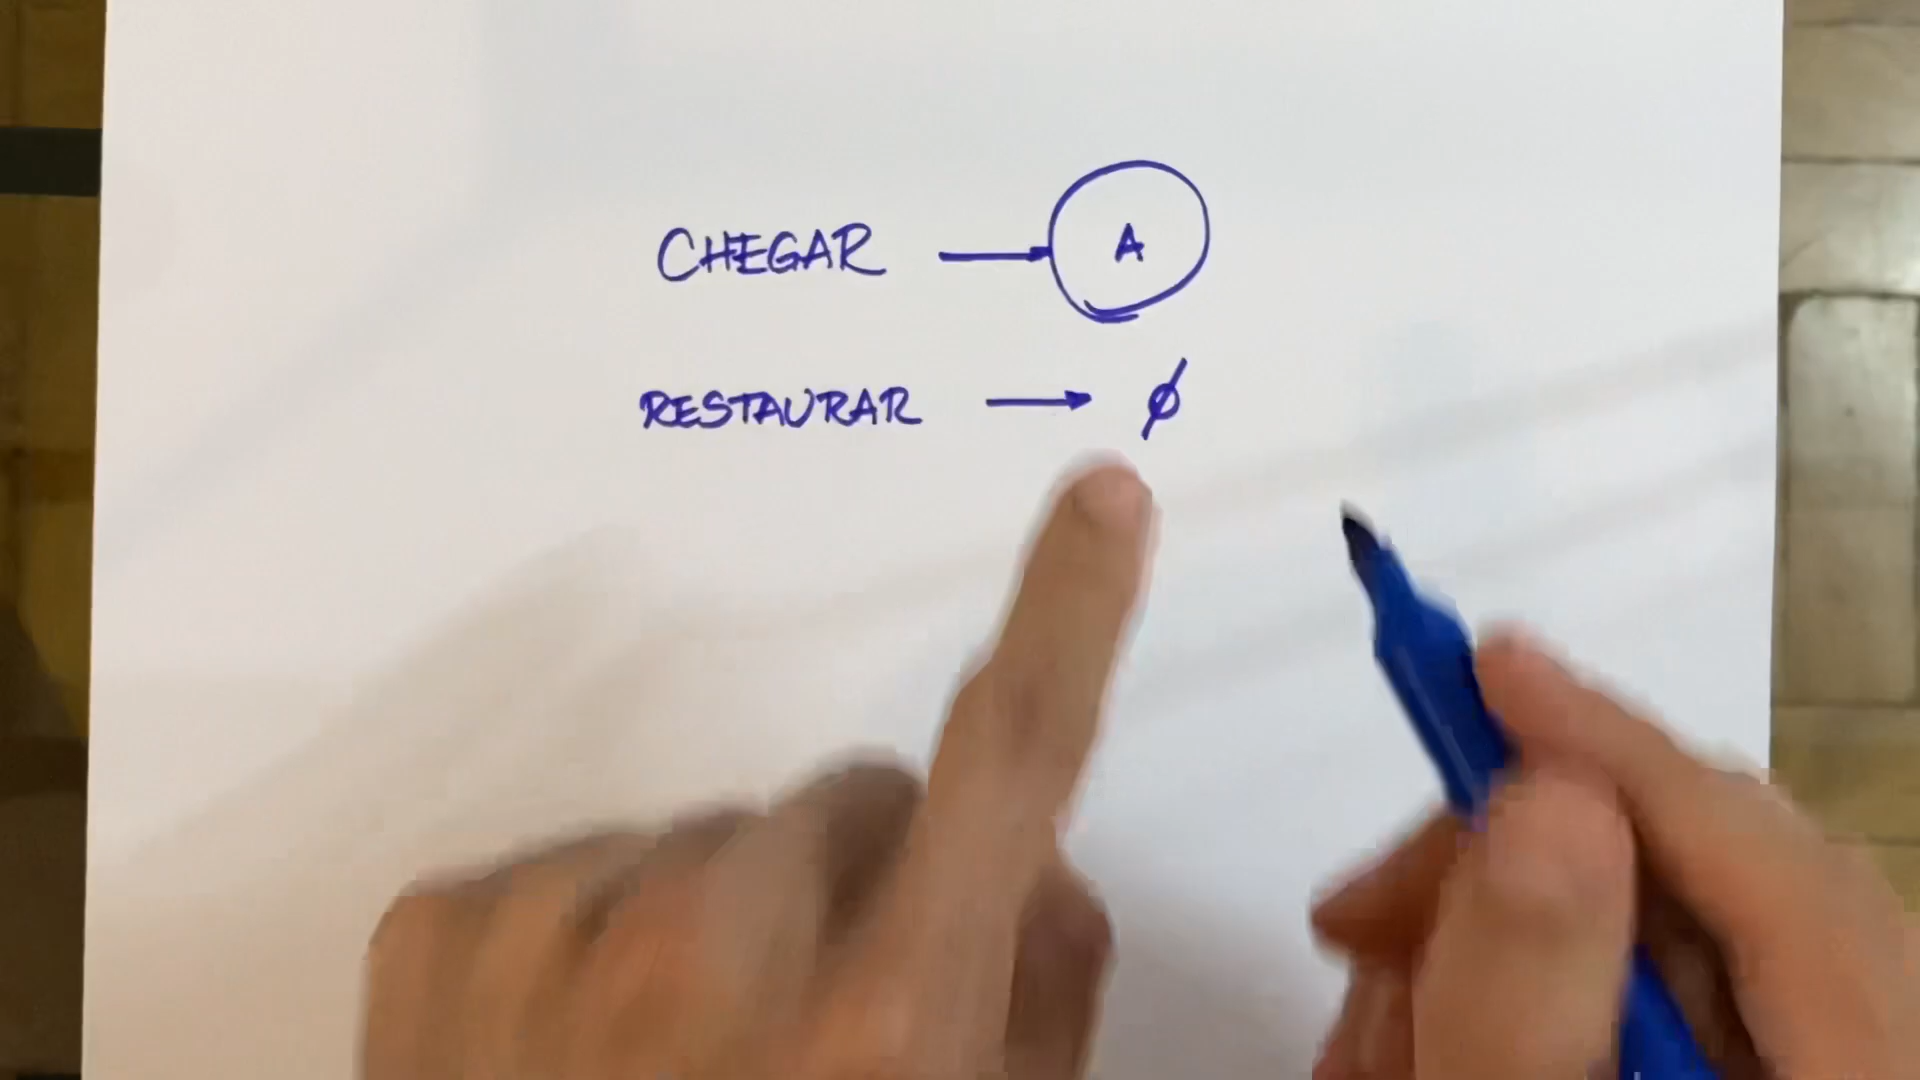 CHEGAR → A
RESTAURAR → ∅